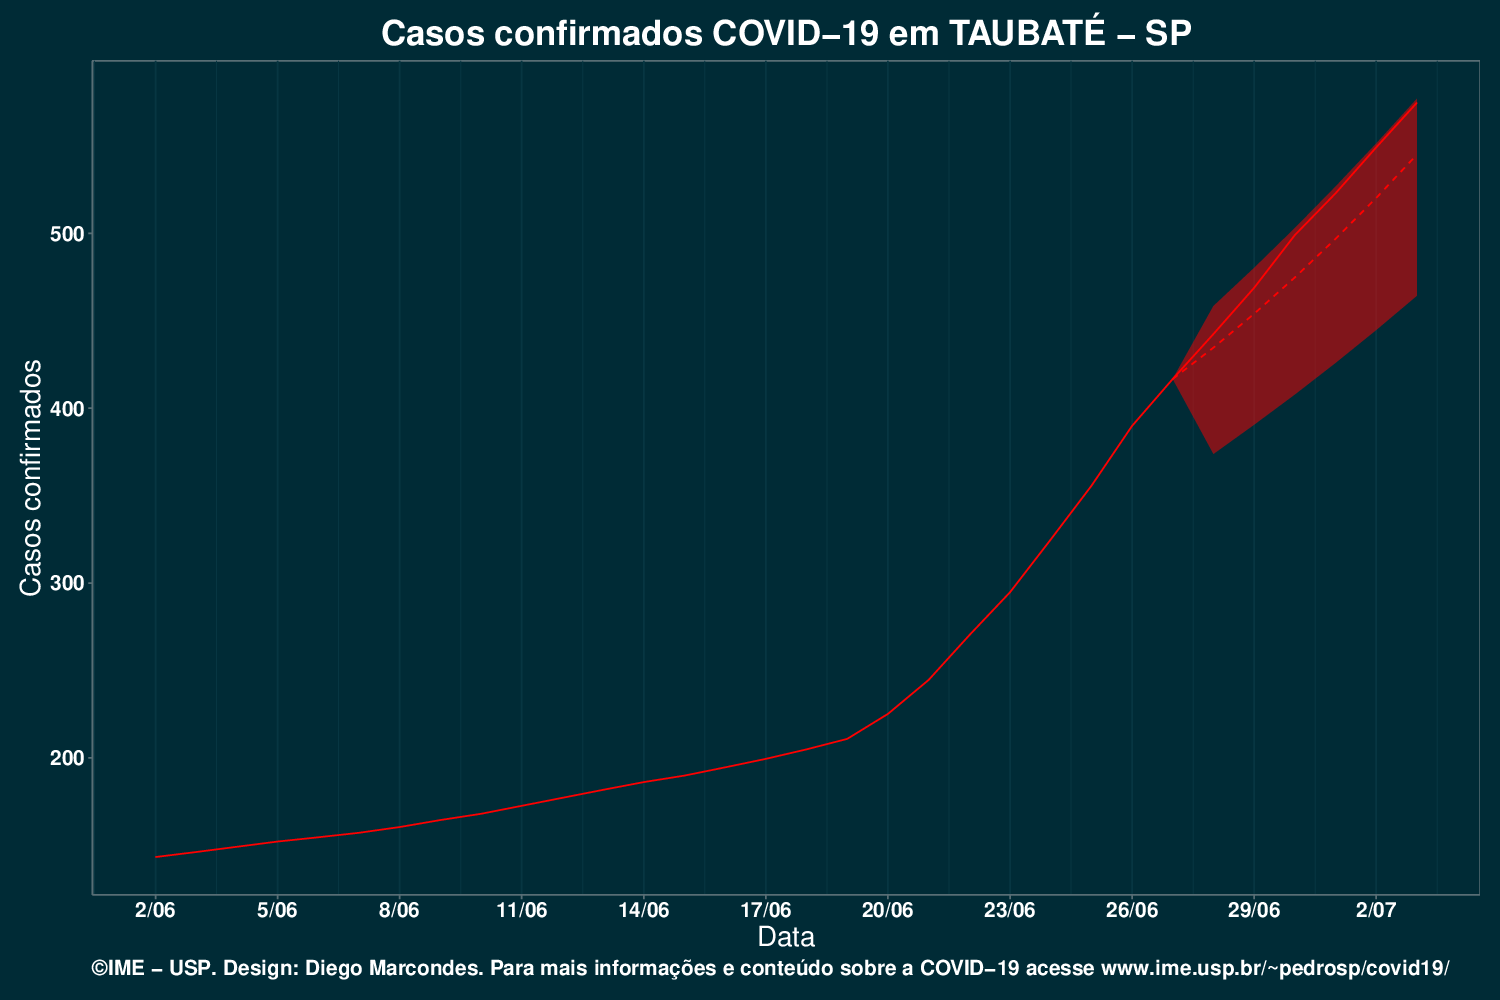 Casos confirmados COVID−19 em TAUBATÉ − SP
Casos confirmados
500
400
300
200
2/06 5/06 8/06 11/06 14/06 17/06 20/06 23/06 26/06 29/06 2/07
Data
©IME − USP. Design: Diego Marcondes. Para mais informações e conteúdo sobre a COVID−19 acesse www.ime.usp.br/~pedrosp/covid19/